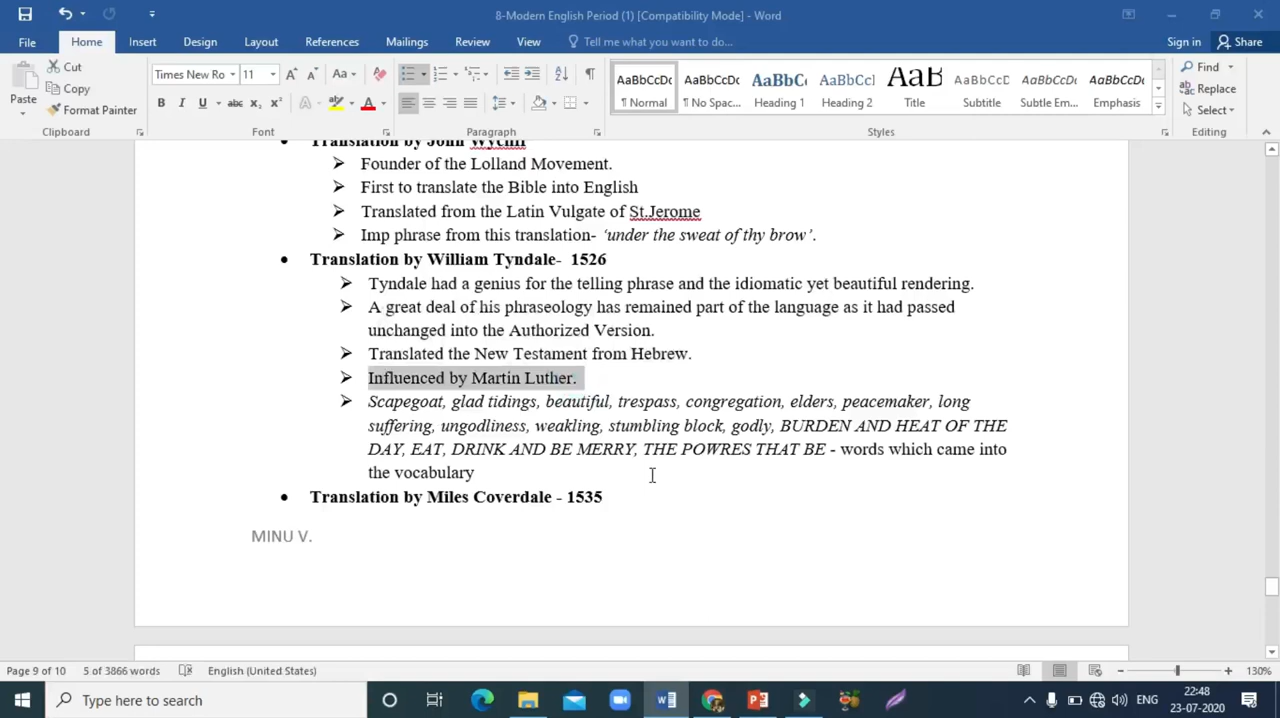 8-Modern English Period (1) [Compatibility Mode] - Word
File Home Insert Design Layout References Mailings Review View Tell me what you want to do... Sign in Share
Paste
Cut
Copy
Format Painter
Clipboard
Times New Ro 11
Font
Paragraph
AaBbCcDc AaBbCcDc AaBbC AaBbCcl AaB AaBbCcD AaBbCcDc AaBbCcDc
¶ Normal ¶ No Spac... Heading 1 Heading 2 Title Subtitle Subtle Em... Emphasis
Styles
Find
Replace
Select
Editing
Translation by John Wycliff
Founder of the Lolland Movement.
First to translate the Bible into English
Translated from the Latin Vulgate of St.Jerome
Imp phrase from this translation- ‘under the sweat of thy brow’.
Translation by William Tyndale- 1526
Tyndale had a genius for the telling phrase and the idiomatic yet beautiful rendering.
A great deal of his phraseology has remained part of the language as it had passed
unchanged into the Authorized Version.
Translated the New Testament from Hebrew.
Influenced by Martin Luther.
Scapegoat, glad tidings, beautiful, trespass, congregation, elders, peacemaker, long
suffering, ungodliness, weakling, stumbling block, godly, BURDEN AND HEAT OF THE
DAY, EAT, DRINK AND BE MERRY, THE POWRES THAT BE - words which came into
the vocabulary
Translation by Miles Coverdale - 1535
MINU V.
Page 9 of 10 5 of 3866 words English (United States) 130%
Type here to search
ENG
22:48
23-07-2020